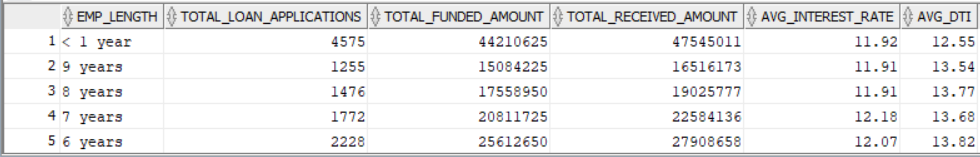 EMP_LENGTH TOTAL_LOAN_APPLICATIONS TOTAL_FUNDED_AMOUNT TOTAL_RECEIVED_AMOUNT AVG_INTEREST_RATE AVG_DTI
1 < 1 year 4575 44210625 47545011 11.92 12.55
2 9 years 1255 15084225 16516173 11.91 13.54
3 8 years 1476 17558950 19025777 11.91 13.77
4 7 years 1772 20811725 22584136 12.18 13.68
5 6 years 2228 25612650 27908658 12.07 13.82